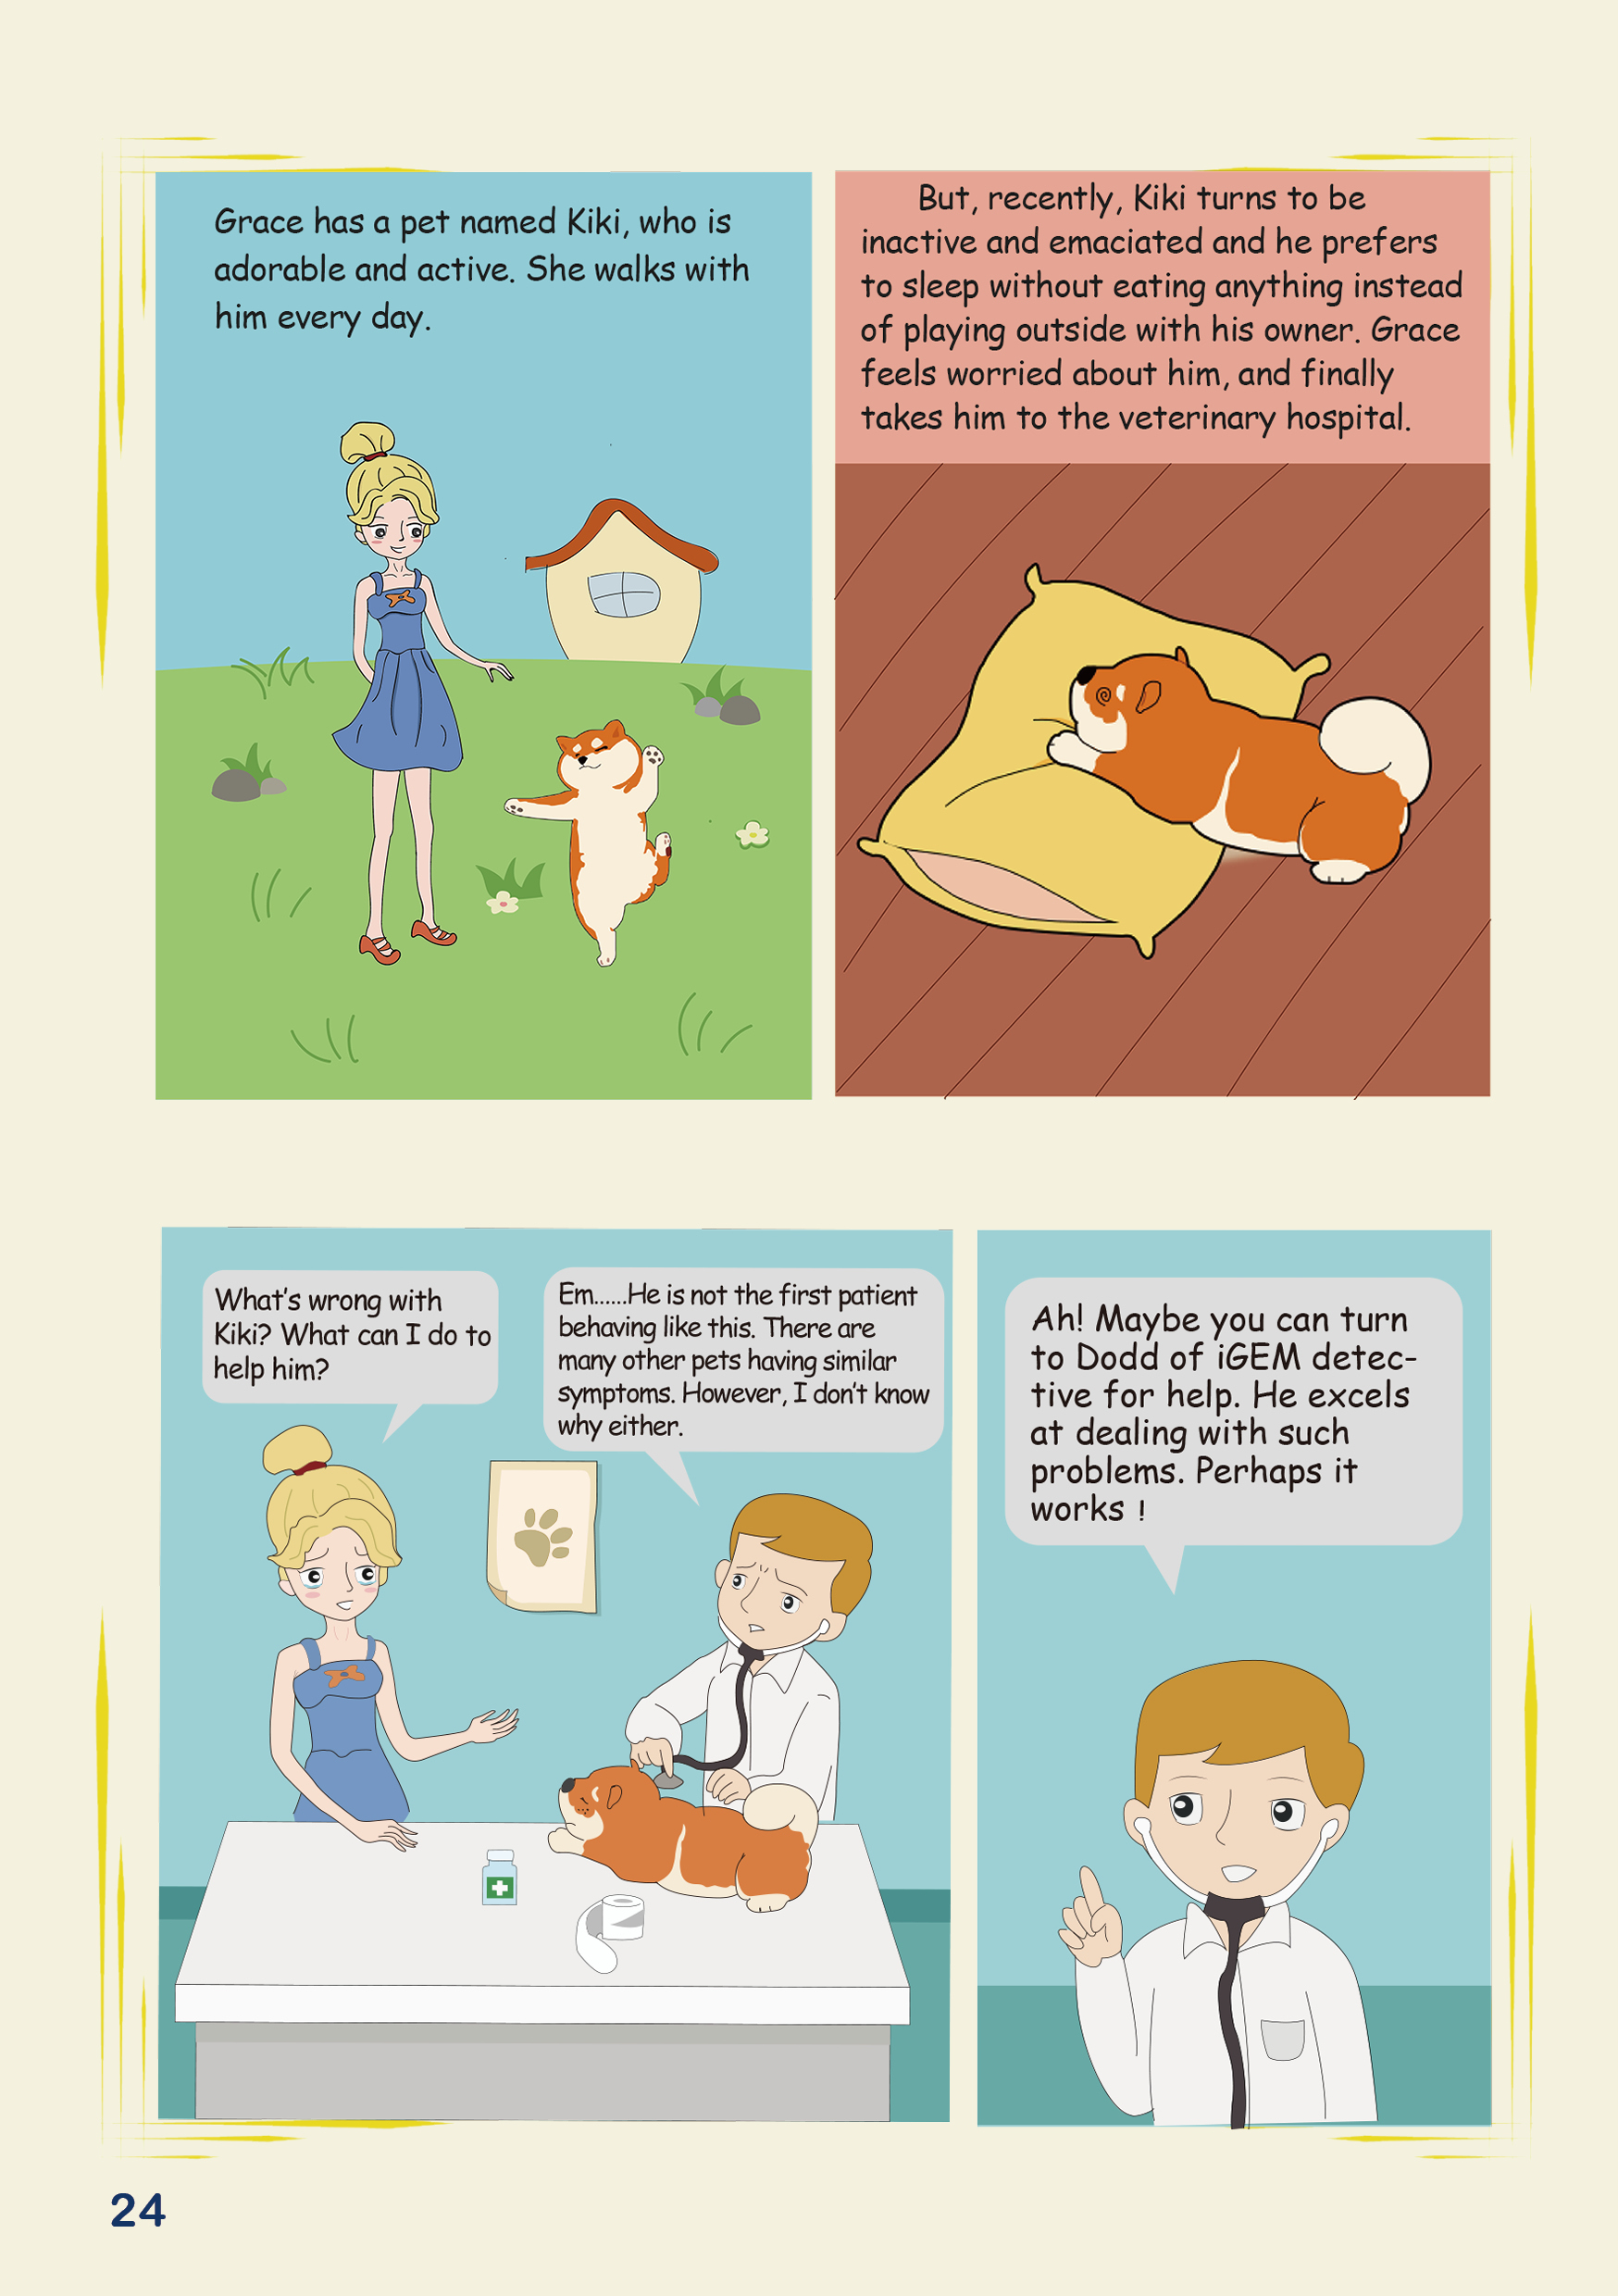 Grace has a pet named Kiki, who is
adorable and active. She walks with
him every day.
But, recently, Kiki turns to be
inactive and emaciated and he prefers
to sleep without eating anything instead
of playing outside with his owner. Grace
feels worried about him, and finally
takes him to the veterinary hospital.
What's wrong with
Kiki? What can I do to
help him?
Em......He is not the first patient
behaving like this. There are
many other pets having similar
symptoms. However, I don't know
why either.
Ah! Maybe you can turn
to Dodd of iGEM detec-
tive for help. He excels
at dealing with such
problems. Perhaps it
works !
24